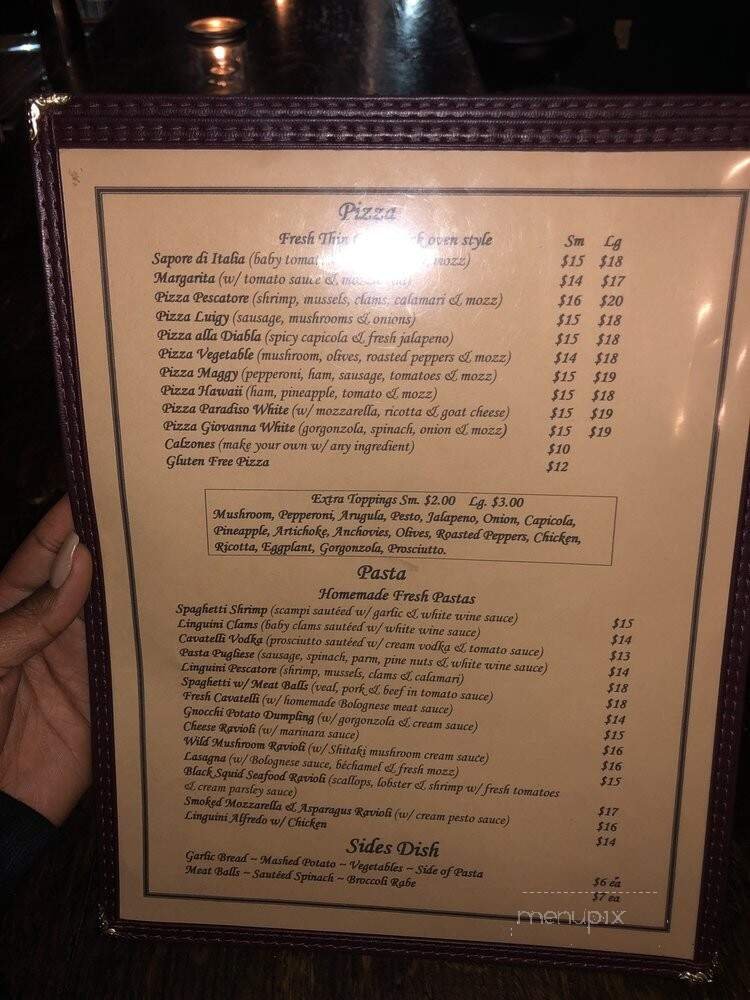 Pizza
Fresh Thin oven style Sm Lg
Sapore di Italia (baby mozz) $15 $18
Margarita (w/ tomato sauce & $14 $17
Pizza Pescatore (shrimp, mussels, clams, calamari & mozz) $16 $20
Pizza Luigy (sausage, mushrooms & onions) $15 $18
Pizza alla Diabla (spicy capicola & fresh jalapeno) $15 $18
Pizza Vegetable (mushroom, olives, roasted peppers & mozz) $14 $18
Pizza Maggy (pepperoni, ham, sausage, tomatoes & mozz) $15 $19
Pizza Hawaii (ham, pineapple, tomato & mozz) $15 $18
Pizza Paradiso White (w/ mozzarella, ricotta & goat cheese) $15 $19
Pizza Giovanna White (gorgonzola, spinach, onion & mozz) $15 $19
Calzones (make your own w/ any ingredient) $10
Gluten Free Pizza $12
Extra Toppings Sm. $2.00 Lg. $3.00
Mushroom, Pepperoni, Arugula, Pesto, Jalapeno, Onion, Capicola,
Pineapple, Artichoke, Anchovies, Olives, Roasted Peppers, Chicken,
Ricotta, Eggplant, Gorgonzola, Prosciutto.
Pasta
Homemade Fresh Pastas
Spaghetti Shrimp (scampi sautéed w/ garlic & white wine sauce) $15
Linguini Clams (baby clams sautéed w/ white wine sauce) $14
Cavatelli Vodka (prosciutto sautéed w/ cream vodka & tomato sauce) $13
Pasta Pugliese (sausage, spinach, parm, pine nuts & white wine sauce) $14
Linguini Pescatore (shrimp, mussels, clams & calamari) $18
Spaghetti w/ Meat Balls (veal, pork & beef in tomato sauce) $18
Fresh Cavatelli (w/ homemade Bolognese meat sauce) $14
Gnocchi Potato Dumpling (w/ gorgonzola & cream sauce) $15
Cheese Ravioli (w/ marinara sauce) $16
Wild Mushroom Ravioli (w/ Shitaki mushroom cream sauce) $16
Lasagna (w/ Bolognese sauce, béchamel & fresh mozz) $15
Black Squid Seafood Ravioli (scallops, lobster & shrimp w/ fresh tomatoes
& cream parsley sauce) $17
Smoked Mozzarella & Asparagus Ravioli (w/ cream pesto sauce) $16
Linguini Alfredo w/ Chicken $14
Sides Dish
Garlic Bread ~ Mashed Potato ~ Vegetables ~ Side of Pasta $6 ea
Meat Balls ~ Sautéed Spinach ~ Broccoli Rabe $7 ea
menupix